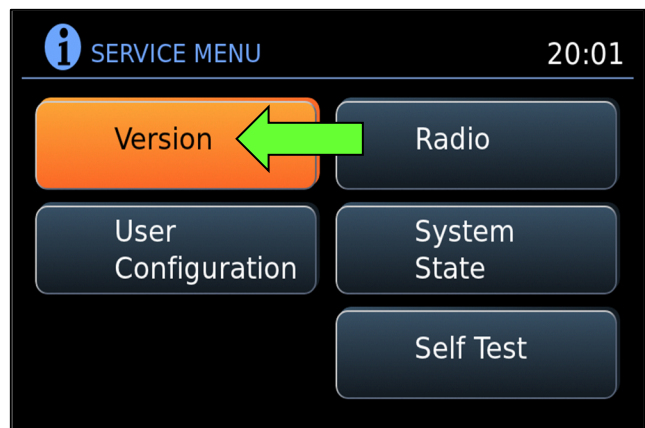 i SERVICE MENU 20:01
Version Radio
User System
Configuration State
Self Test